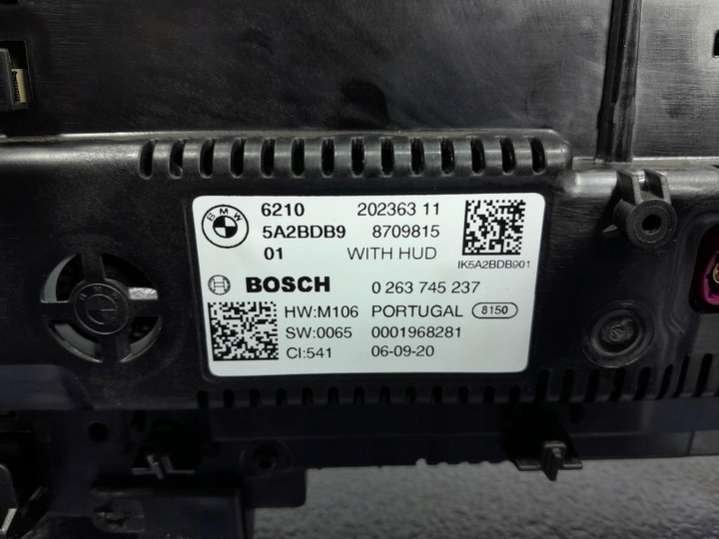 BMW
6210 202363 11
5A2BDB9 8709815
01 WITH HUD
IK5A2BDB901
BOSCH 0 263 745 237
HW:M106 PORTUGAL 8150
SW:0065 0001968281
CI:541 06-09-20